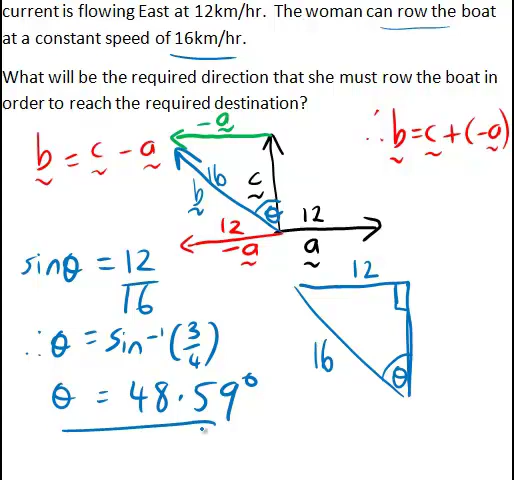 current is flowing East at 12km/hr. The woman can row the boat
at a constant speed of 16km/hr.
What will be the required direction that she must row the boat in
order to reach the required destination?
-a
∴ b = c + (-a)
b = c - a
16
c
b
θ
12
12
-a
a
sinθ = 12/16
12
∴ θ = sin⁻¹(3/4)
16
θ
θ = 48.59°